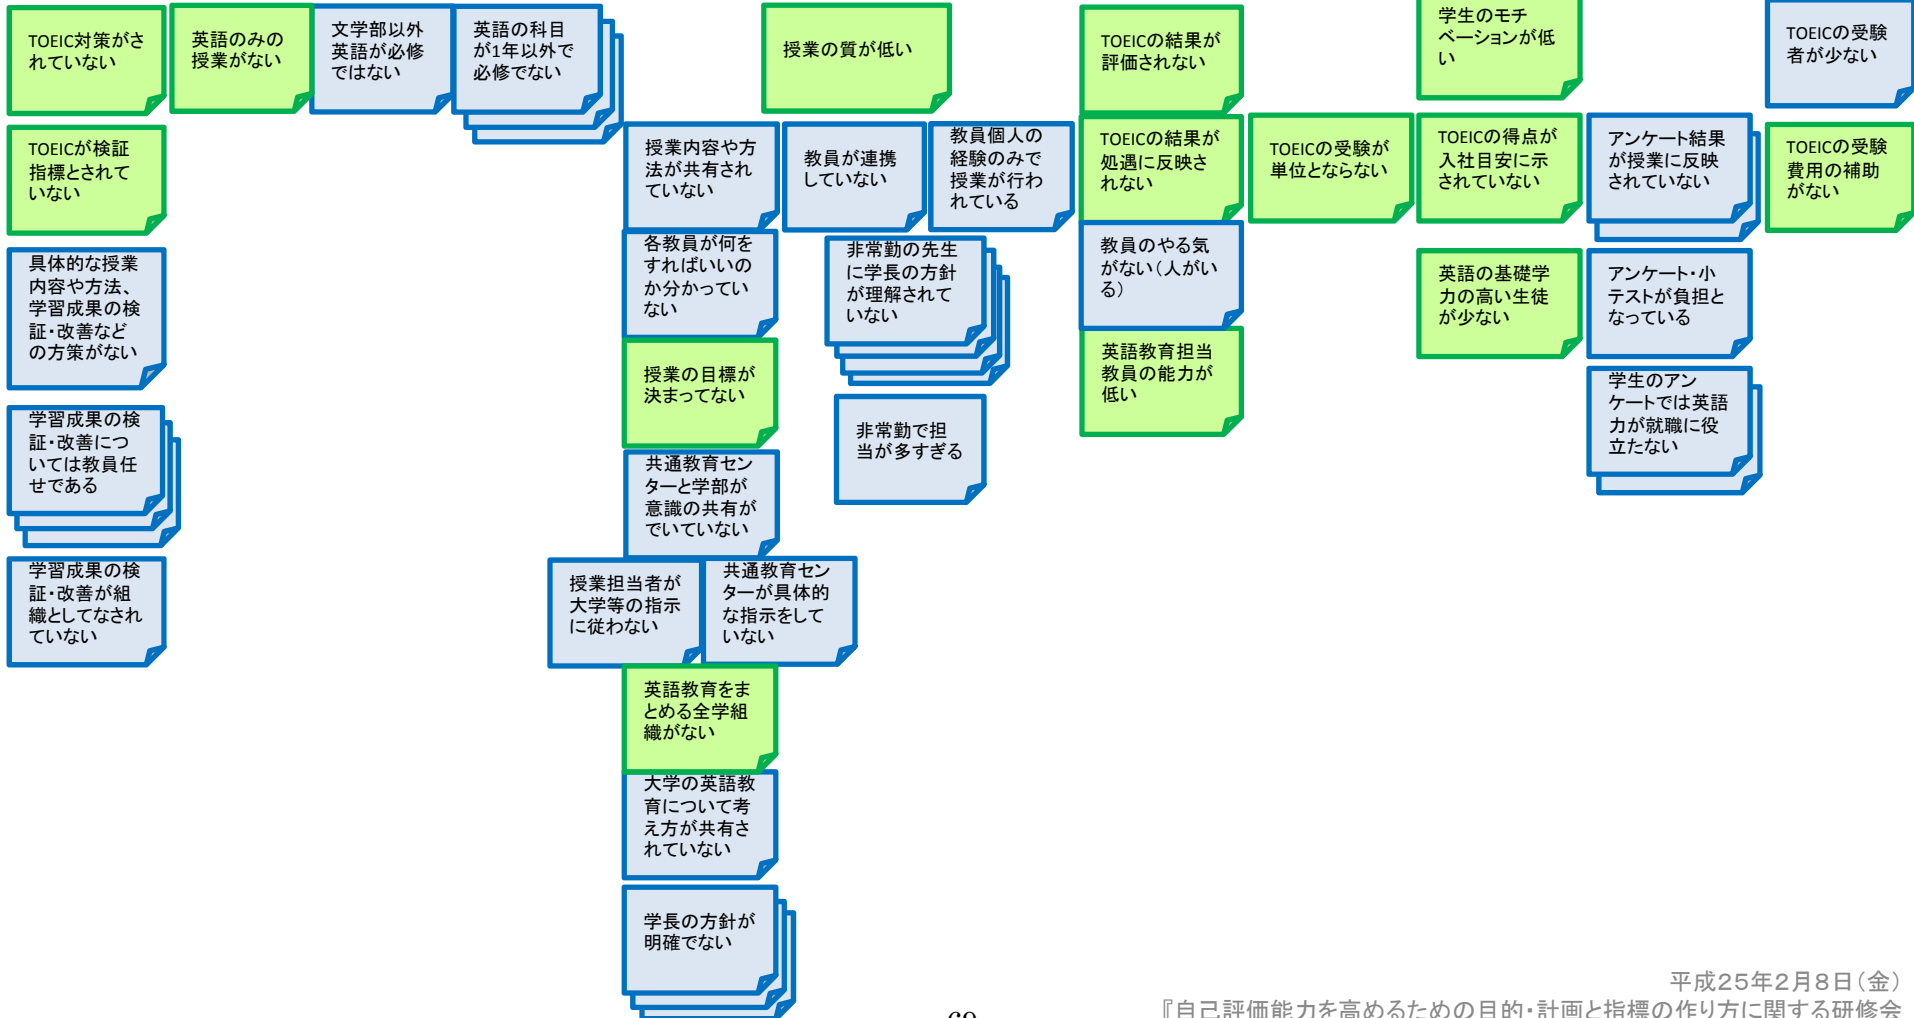 TOEIC対策がさ
れていない
英語のみの
授業がない
文学部以外
英語が必修
ではない
英語の科目
が1年以外で
必修でない
授業の質が低い
TOEICの結果が
評価されない
学生のモチ
ベーションが低
い
TOEICの受験
者が少ない
TOEICが検証
指標とされて
いない
授業内容や方
法が共有され
ていない
教員が連携
していない
教員個人の
経験のみで
授業が行わ
れている
TOEICの結果が
処遇に反映さ
れない
TOEICの受験が
単位とならない
TOEICの得点が
入社目安に示
されていない
アンケート結果
が授業に反映
されていない
TOEICの受験
費用の補助
がない
具体的な授業
内容や方法、
学習成果の検
証・改善など
の方策がない
各教員が何を
すればいいの
か分かってい
ない
非常勤の先生
に学長の方針
が理解されて
いない
教員のやる気
がない(人がい
る)
英語の基礎学
力の高い生徒
が少ない
アンケート・小
テストが負担と
なっている
授業の目標が
決まってない
英語教育担当
教員の能力が
低い
学習成果の検
証・改善につ
いては教員任
せである
非常勤で担
当が多すぎる
学生のアン
ケートでは英語
力が就職に役
立たない
共通教育セン
ターと学部が
意識の共有が
でいていない
学習成果の検
証・改善が組
織としてなされ
ていない
授業担当者が
大学等の指示
に従わない
共通教育セン
ターが具体的
な指示をして
いない
英語教育をま
とめる全学組
織がない
大学の英語教
育について考
え方が共有さ
れていない
学長の方針が
明確でない
平成25年2月8日(金)
『自己評価能力を高めるための目的・計画と指標の作り方に関する研修会